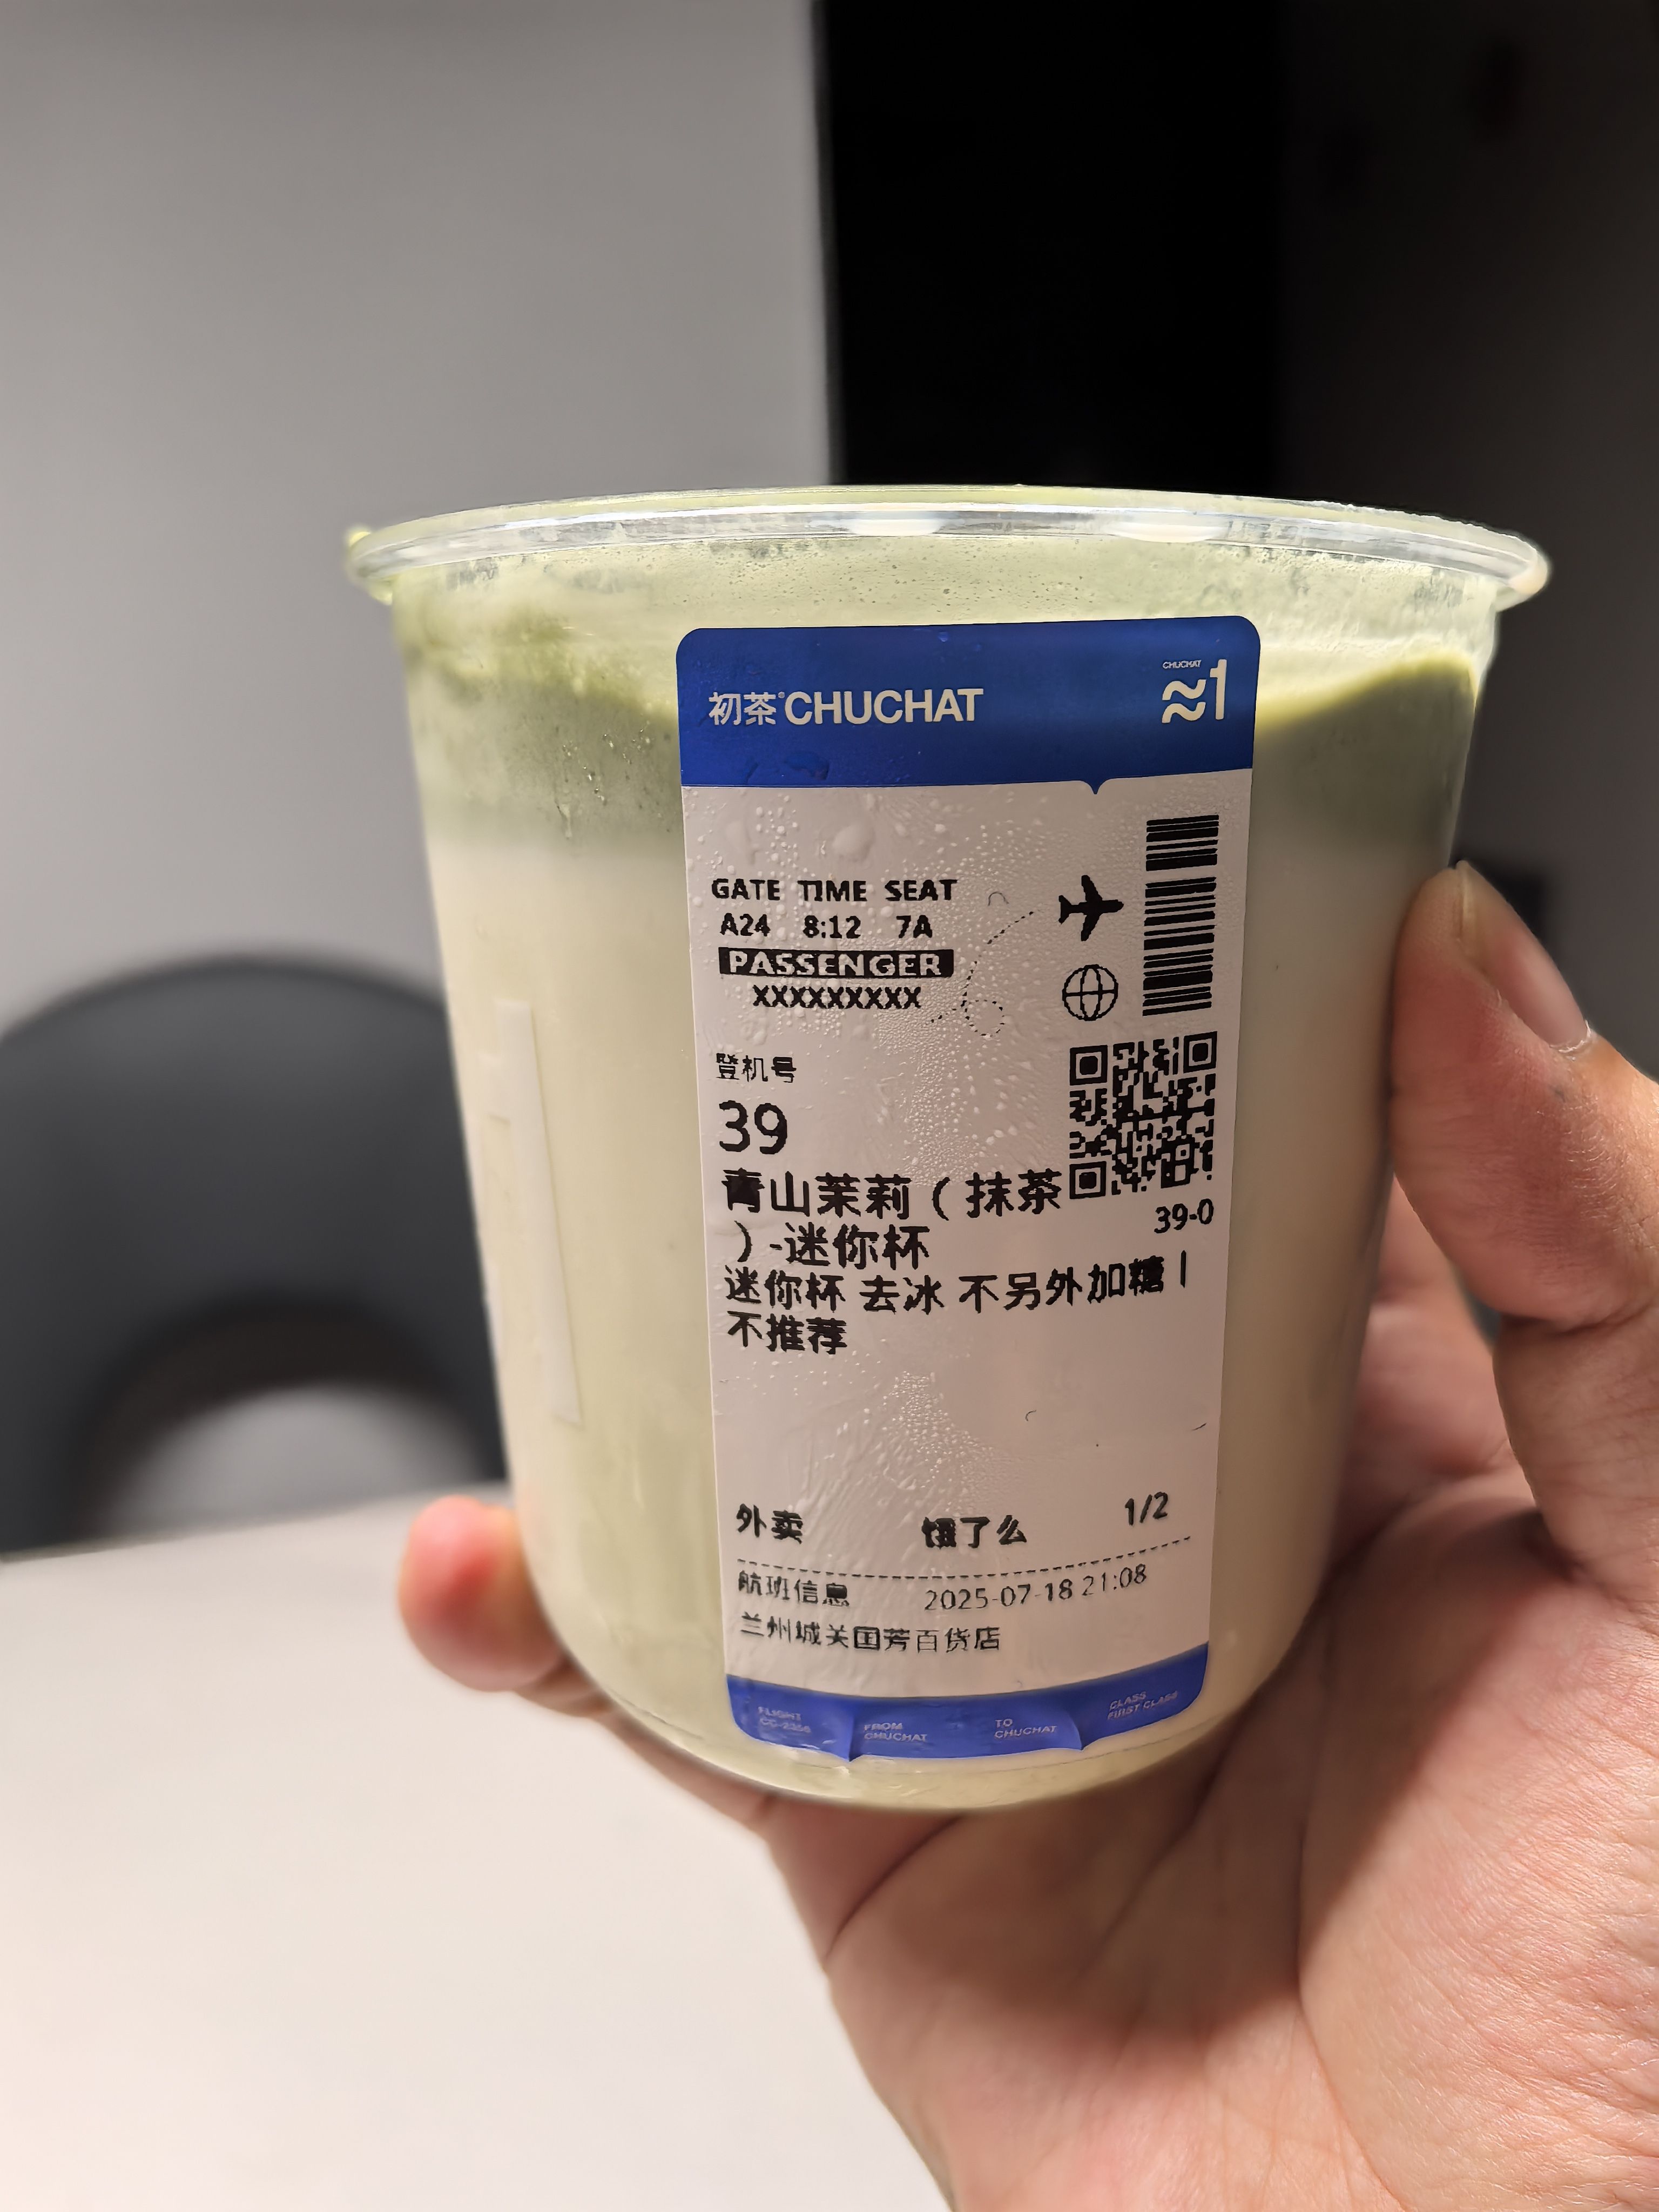 初茶®CHUCHAT
CHUCHAT
≈1
GATE TIME SEAT
A24 8:12 7A
PASSENGER
XXXXXXXXX
登机号
39
青山茉莉(抹茶
)-迷你杯
39-0
迷你杯 去冰 不另外加糖|
不推荐
外卖 饿了么 1/2
航班信息 2025-07-18 21:08
兰州城关国芳百货店
FLIGHT FROM TO CLASS
CHUCHAT CHUCHAT FIRST CLASS